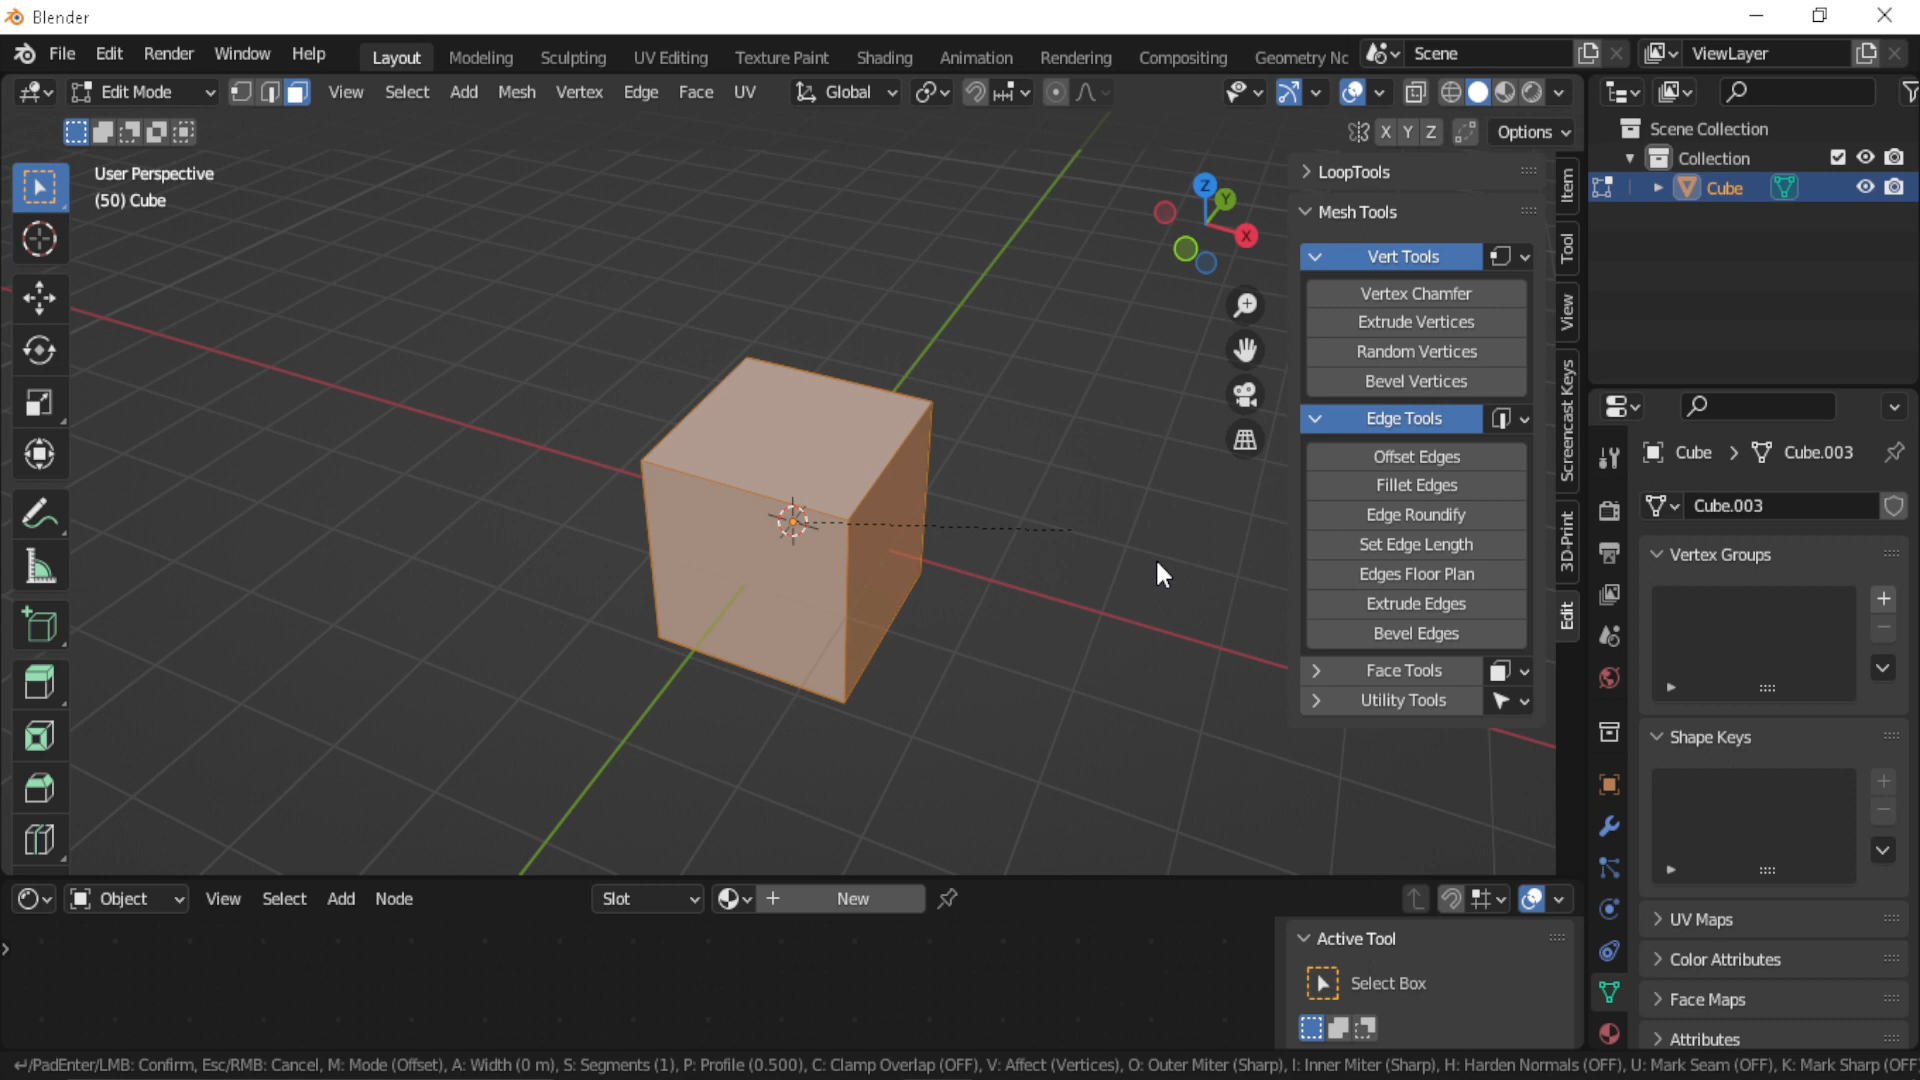 Blender
File Edit Render Window Help
Layout Modeling Sculpting UV Editing Texture Paint Shading Animation Rendering Compositing Geometry Nc
Scene
ViewLayer
Edit Mode
View Select Add Mesh Vertex Edge Face UV
Global
X Y Z
Options
User Perspective
(50) Cube
Z
Y
X
LoopTools
Mesh Tools
Vert Tools
Vertex Chamfer
Extrude Vertices
Random Vertices
Bevel Vertices
Edge Tools
Offset Edges
Fillet Edges
Edge Roundify
Set Edge Length
Edges Floor Plan
Extrude Edges
Bevel Edges
Face Tools
Utility Tools
Item
Tool
View
Screencast Keys
3D-Print
Edit
Scene Collection
Collection
Cube
Cube
Cube.003
Cube.003
Vertex Groups
Shape Keys
UV Maps
Color Attributes
Face Maps
Attributes
Object
View Select Add Node
Slot
New
Active Tool
Select Box
↵/PadEnter/LMB: Confirm, Esc/RMB: Cancel, M: Mode (Offset), A: Width (0 m), S: Segments (1), P: Profile (0.500), C: Clamp Overlap (OFF), V: Affect (Vertices), O: Outer Miter (Sharp), I: Inner Miter (Sharp), H: Harden Normals (OFF), U: Mark Seam (OFF), K: Mark Sharp (OFF